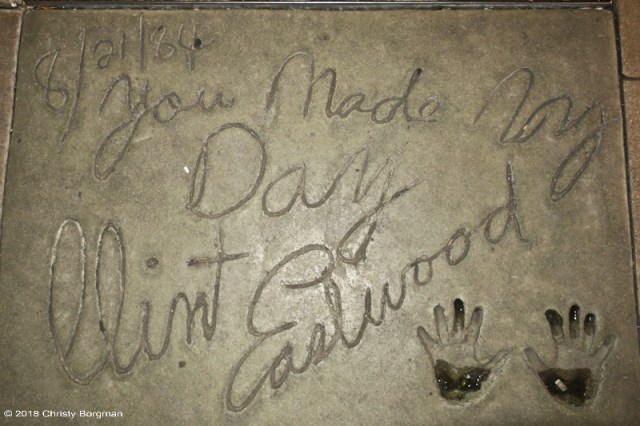 8/21/84
You Made My
Day
Clint
Eastwood
© 2018 Christy Borgman